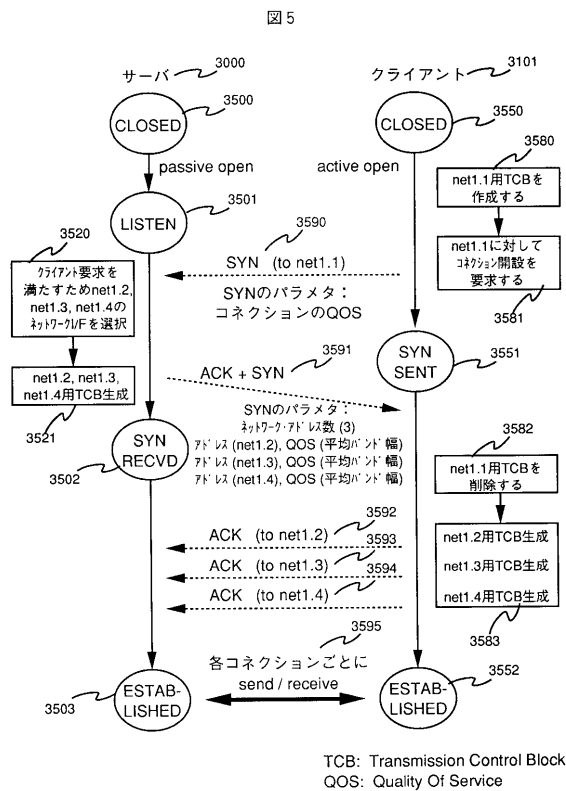 図5
サーバ 3000
クライアント 3101
3500
CLOSED
3550
CLOSED
passive open
active open
3580
net1.1用TCBを
作成する
3501
LISTEN
3590
SYN (to net1.1)
SYNのパラメタ：
コネクションのQOS
3520
クライアント要求を
満たすためnet1.2,
net1.3, net1.4の
ネットワークI/Fを選択
net1.1に対して
コネクション開設を
要求する
3581
3591
ACK + SYN
SYN
SENT
3551
net1.2, net1.3,
net1.4用TCB生成
3521
SYNのパラメタ：
ネットワーク・アドレス数 (3)
アドレス (net1.2), QOS (平均バンド幅)
アドレス (net1.3), QOS (平均バンド幅)
アドレス (net1.4), QOS (平均バンド幅)
SYN
RECVD
3502
3582
net1.1用TCBを
削除する
3592
ACK (to net1.2)
3593
ACK (to net1.3)
3594
ACK (to net1.4)
net1.2用TCB生成
net1.3用TCB生成
net1.4用TCB生成
3583
3595
各コネクションごとに
send / receive
ESTAB-
LISHED
3503
ESTAB-
LISHED
3552
TCB: Transmission Control Block
QOS: Quality Of Service